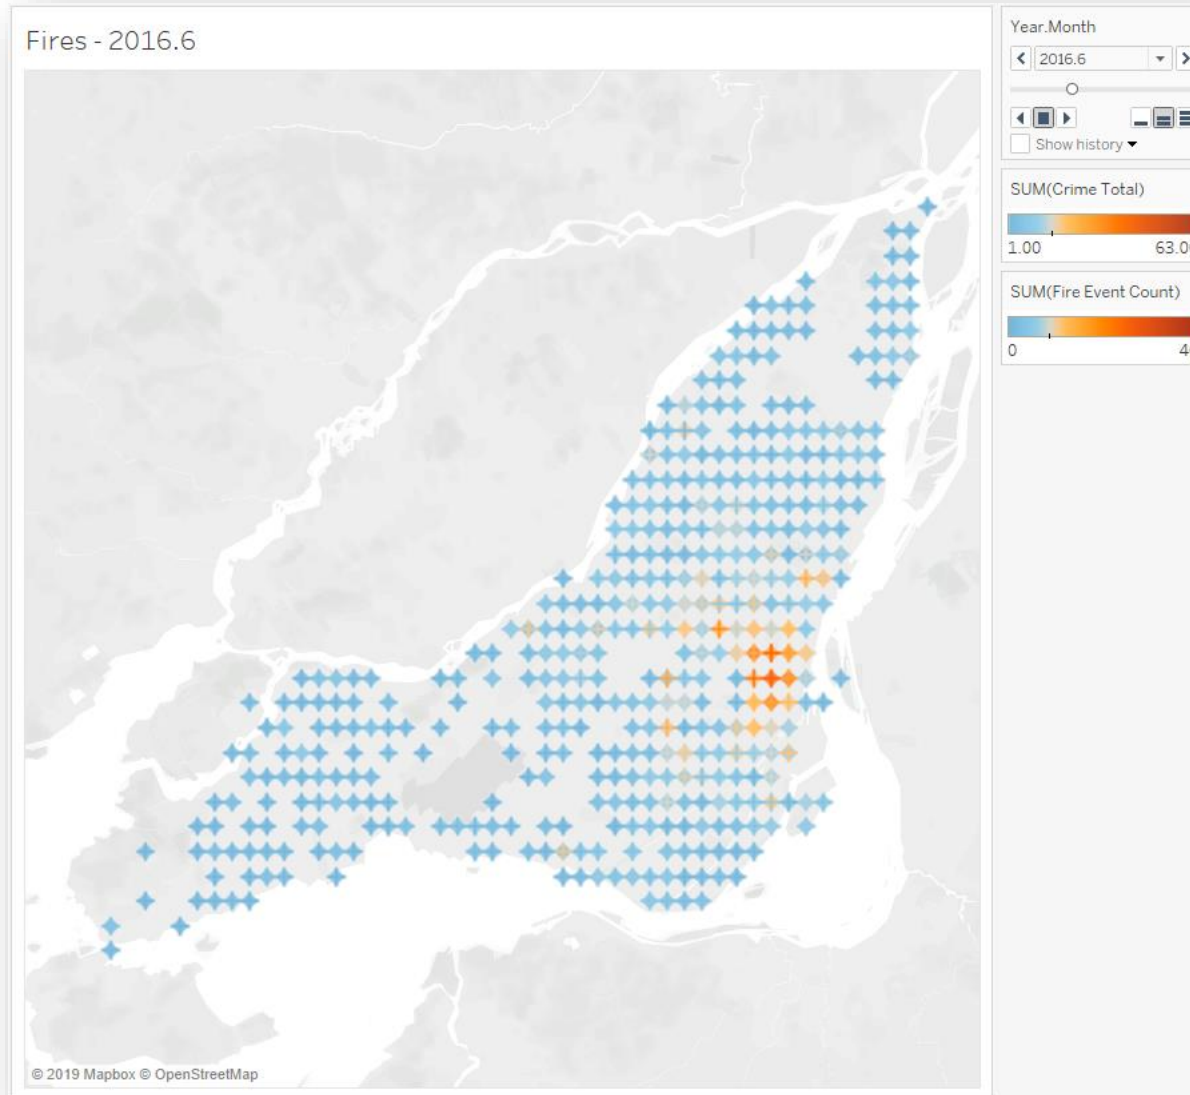 Fires - 2016.6
Year.Month
2016.6
Show history
SUM(Crime Total)
1.00
SUM(Fire Event Count)
0
© 2019 Mapbox © OpenStreetMap